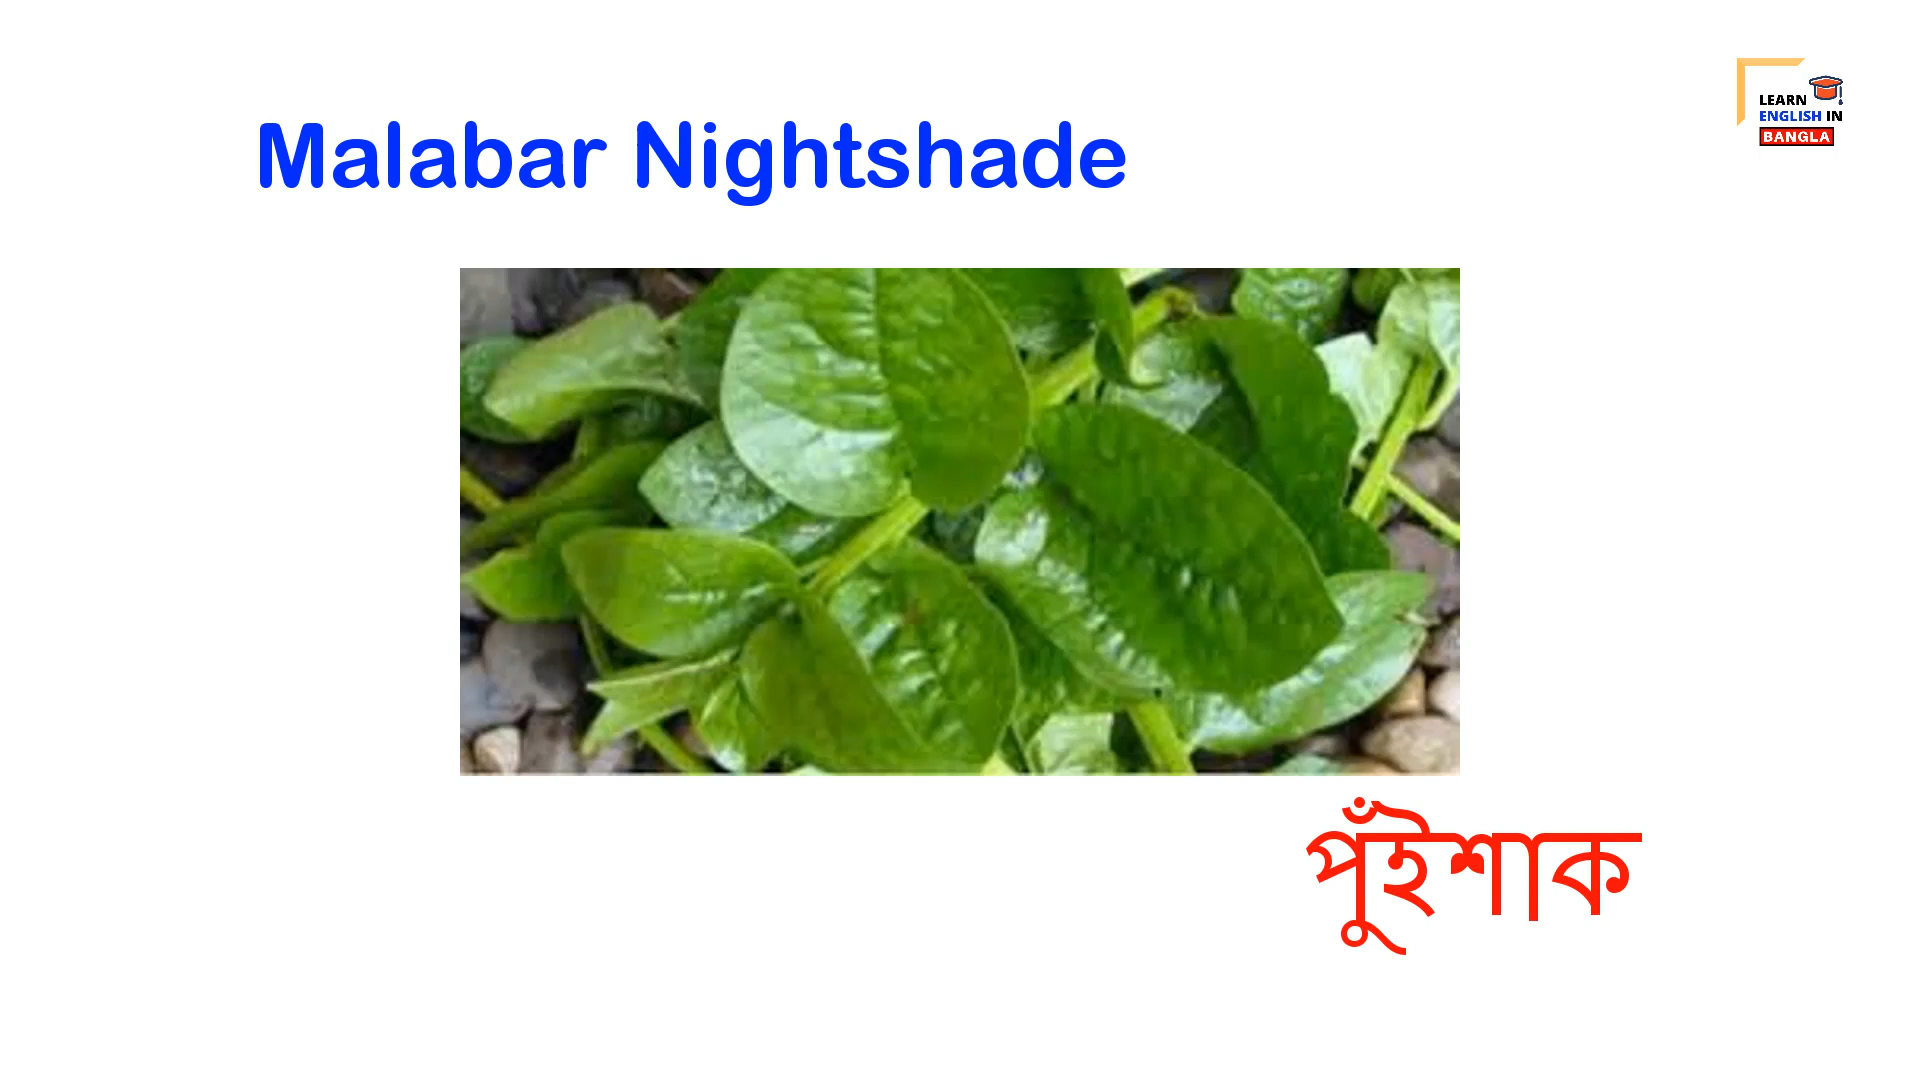 Malabar Nightshade
LEARN
ENGLISH IN
BANGLA
পুঁইশাক